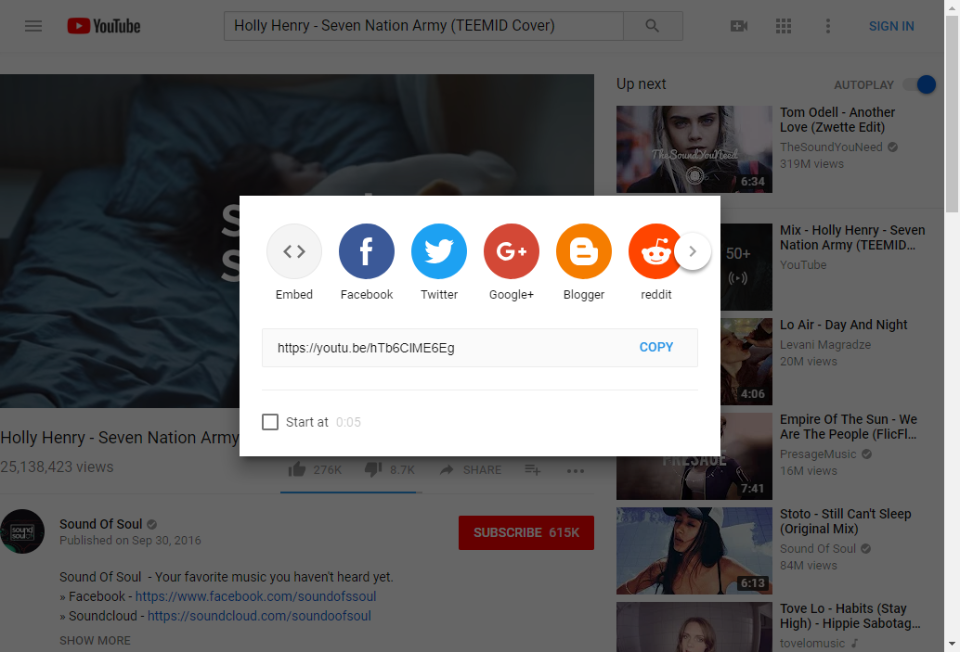 YouTube
Holly Henry - Seven Nation Army (TEEMID Cover)
SIGN IN
Up next
AUTOPLAY
Tom Odell - Another
Love (Zwette Edit)
TheSoundYouNeed
319M views
TheSoundYouNeed
6:34
Mix - Holly Henry - Seven
Nation Army (TEEMID...
YouTube
50+
Lo Air - Day And Night
Levani Magradze
20M views
4:06
Empire Of The Sun - We
Are The People (FlicFl...
PresageMusic
16M views
PRESAGE
7:41
Stoto - Still Can't Sleep
(Original Mix)
Sound Of Soul
84M views
6:13
Tove Lo - Habits (Stay
High) - Hippie Sabotag...
tovelomusic
Embed
Facebook
Twitter
Google+
Blogger
reddit
https://youtu.be/hTb6CIME6Eg
COPY
Start at 0:05
Holly Henry - Seven Nation Army
25,138,423 views
276K
8.7K
SHARE
Sound Of Soul
Published on Sep 30, 2016
SUBSCRIBE 615K
Sound Of Soul - Your favorite music you haven't heard yet.
» Facebook - https://www.facebook.com/soundofssoul
» Soundcloud - https://soundcloud.com/soundoofsoul
SHOW MORE